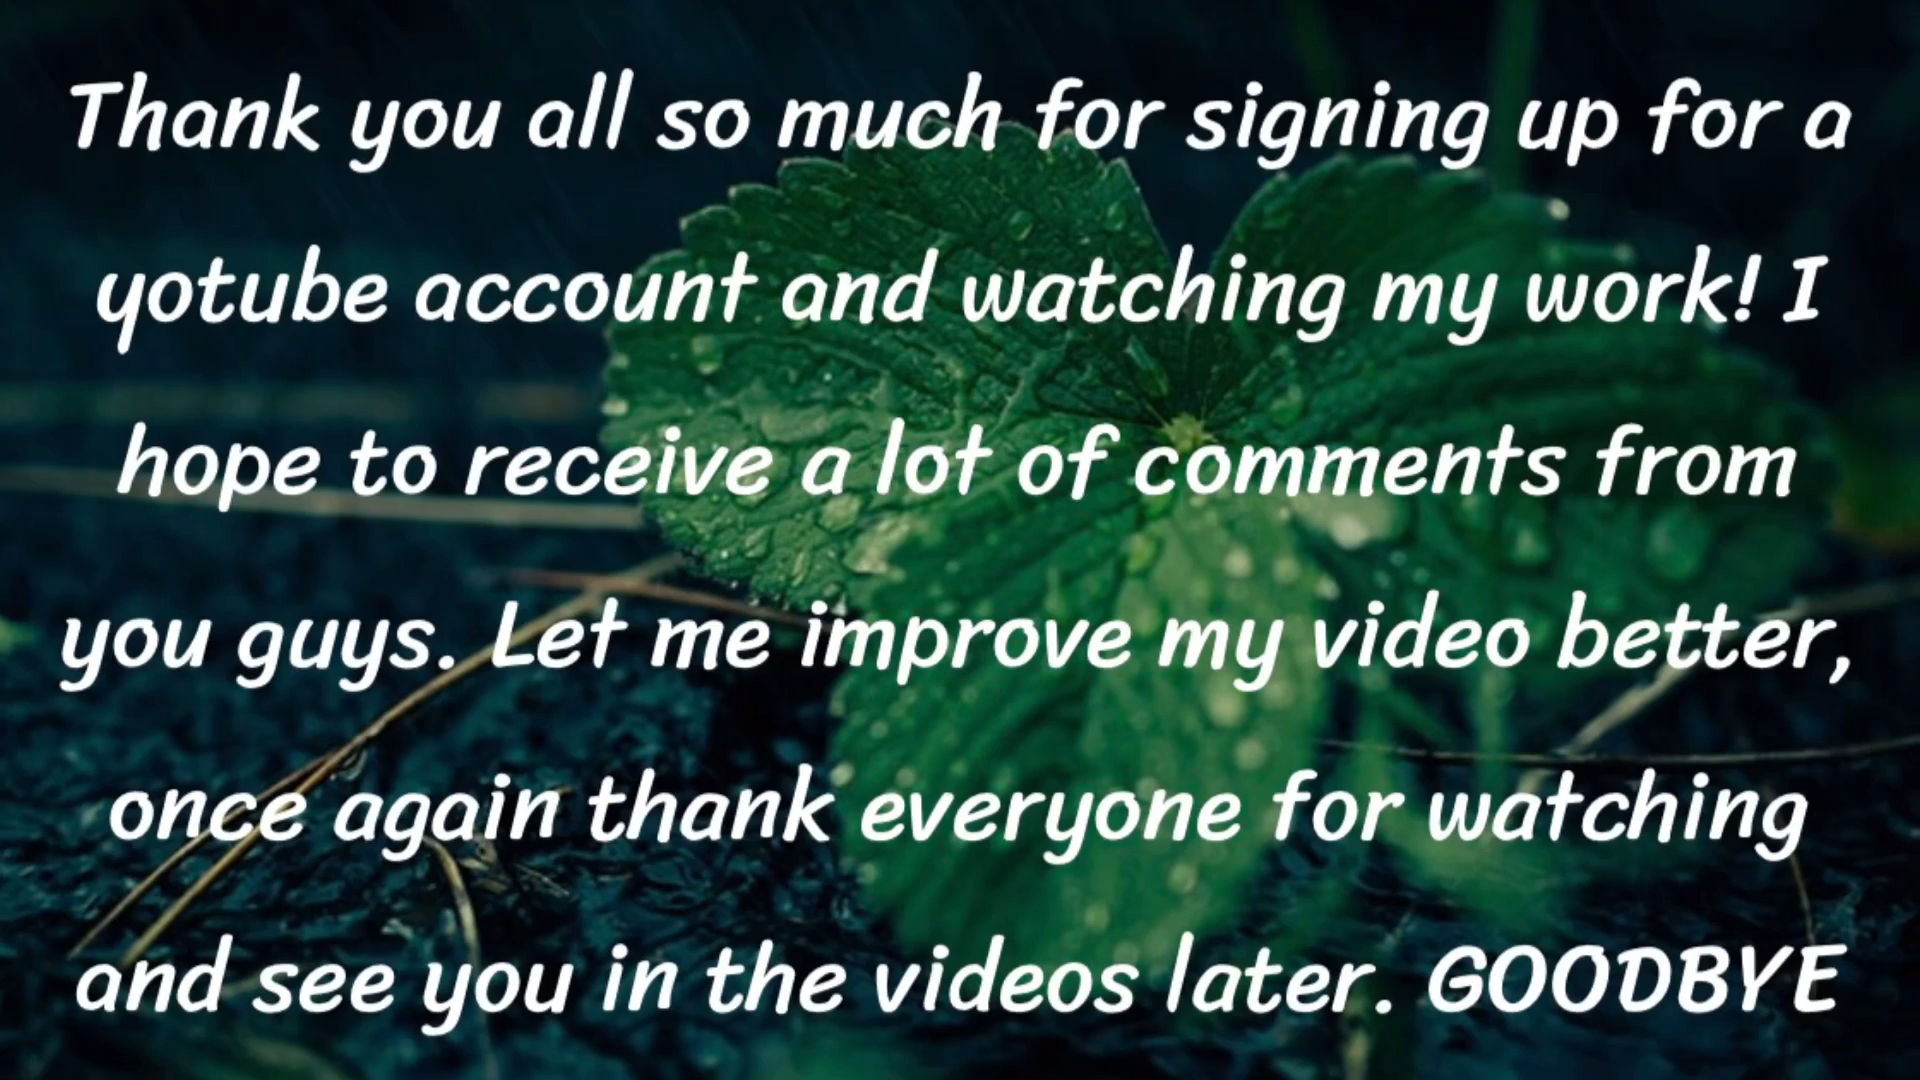 Thank you all so much for signing up for a
yotube account and watching my work! I
hope to receive a lot of comments from
you guys. Let me improve my video better,
once again thank everyone for watching
and see you in the videos later. GOODBYE